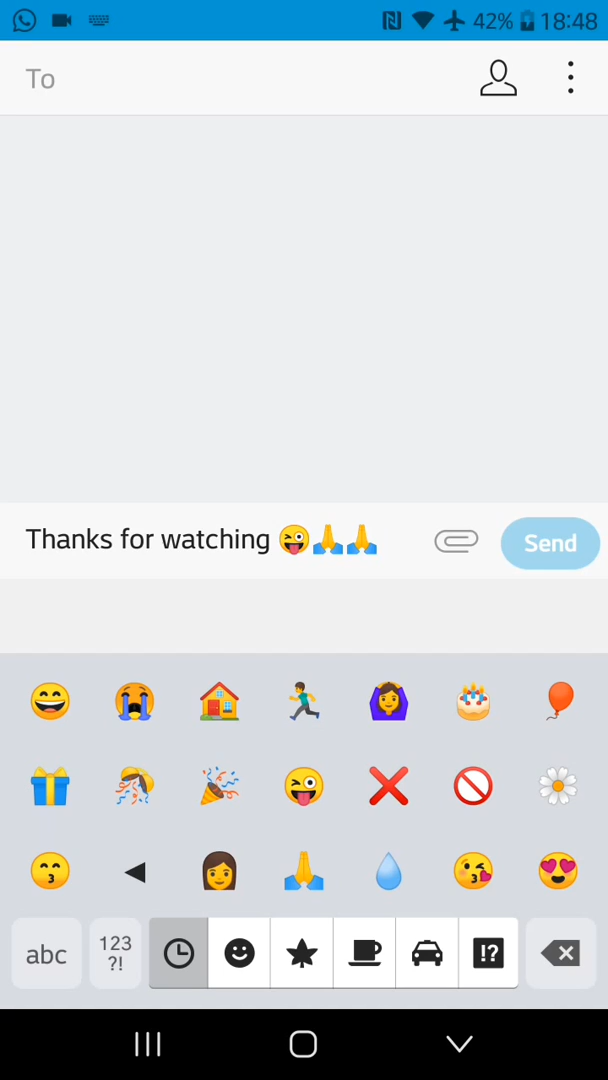 42% 18:48
To
Thanks for watching 😜🙏🙏
Send
abc
123
?!
!?